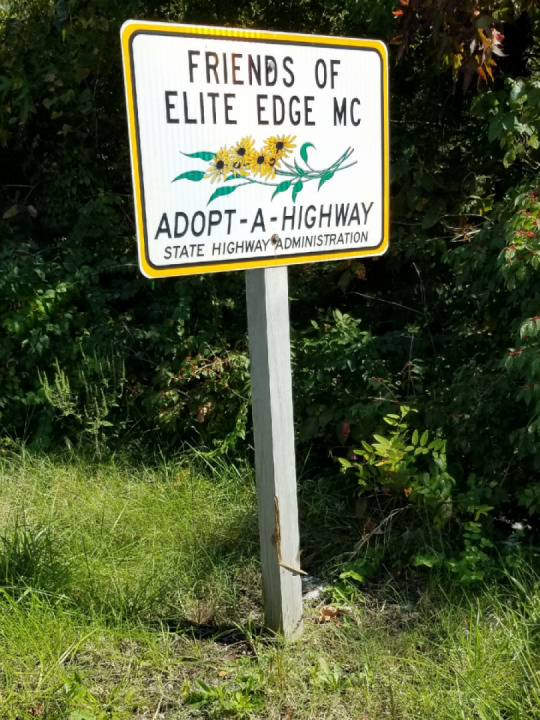 FRIENDS OF
ELITE EDGE MC
ADOPT-A-HIGHWAY
STATE HIGHWAY ADMINISTRATION